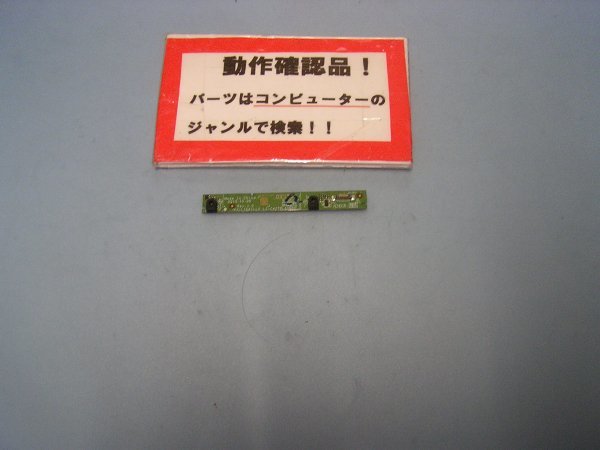 動作確認品！
パーツはコンピューターの
ジャンルで検索！！